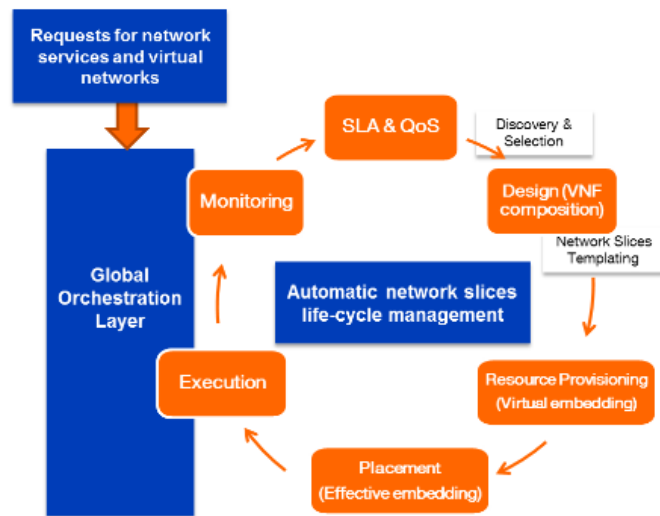 Requests for network
services and virtual
networks
SLA & QoS
Discovery &
Selection
Monitoring
Design (VNF
composition)
Network Slices
Templating
Global
Orchestration
Layer
Automatic network slices
life-cycle management
Execution
Resource Provisioning
(Virtual embedding)
Placement
(Effective embedding)